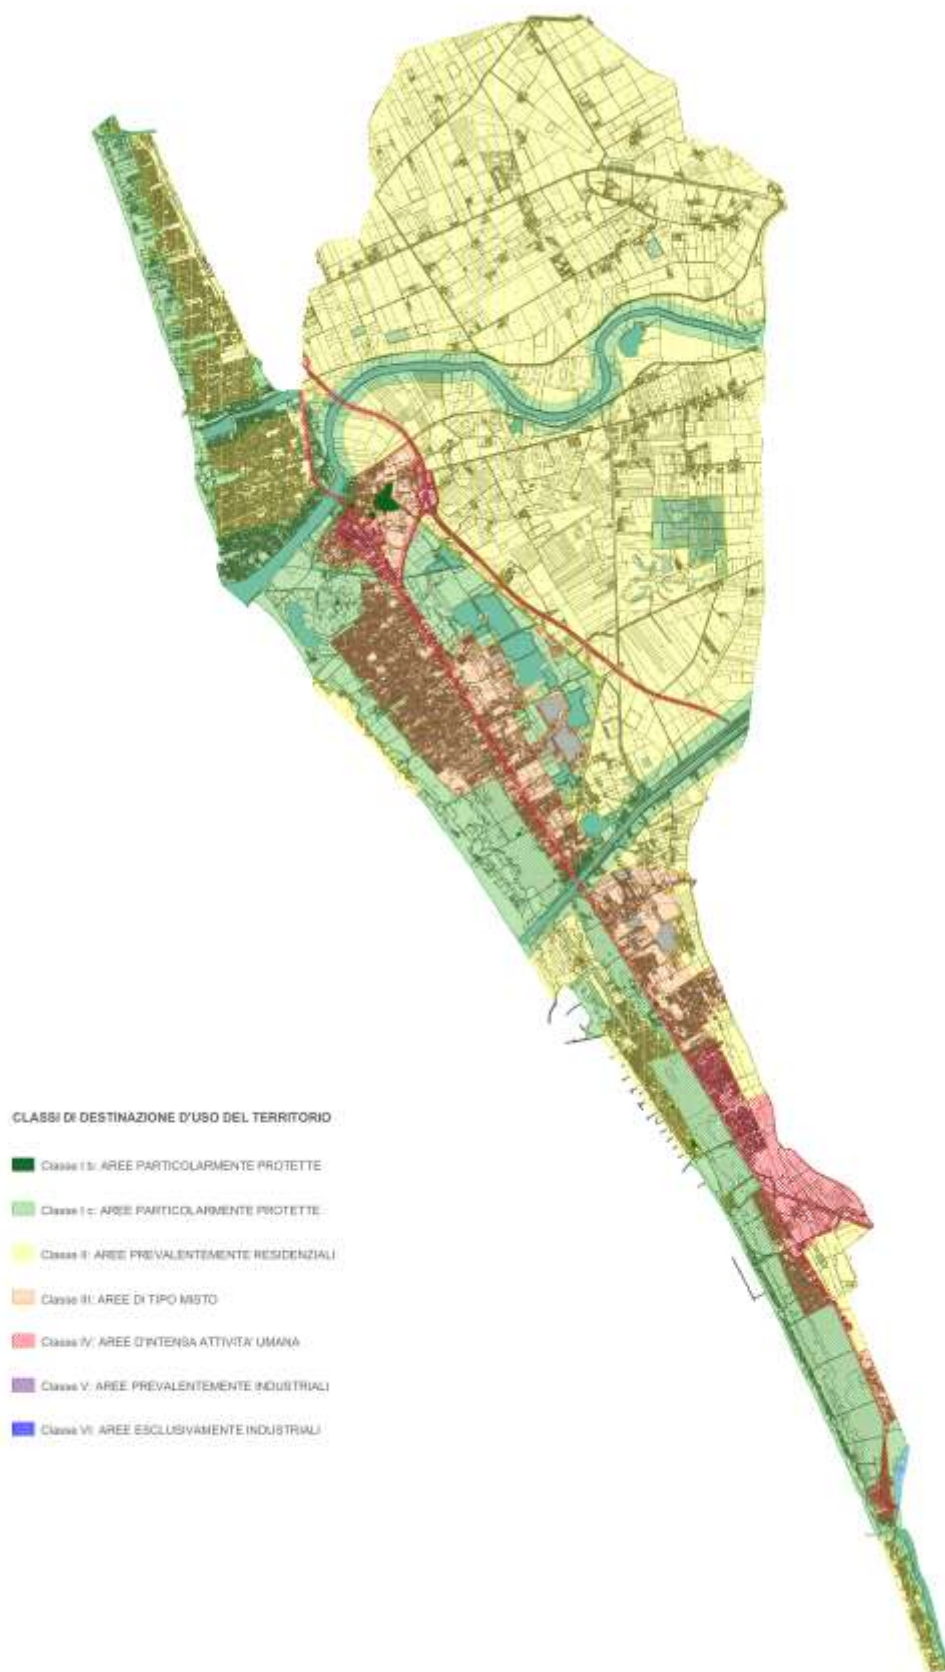 CLASSI DI DESTINAZIONE D'USO DEL TERRITORIO
Classe I b: AREE PARTICOLARMENTE PROTETTE
Classe I c: AREE PARTICOLARMENTE PROTETTE
Classe II: AREE PREVALENTEMENTE RESIDENZIALI
Classe III: AREE DI TIPO MISTO
Classe IV: AREE D'INTENSA ATTIVITA' UMANA
Classe V: AREE PREVALENTEMENTE INDUSTRIALI
Classe VI: AREE ESCLUSIVAMENTE INDUSTRIALI